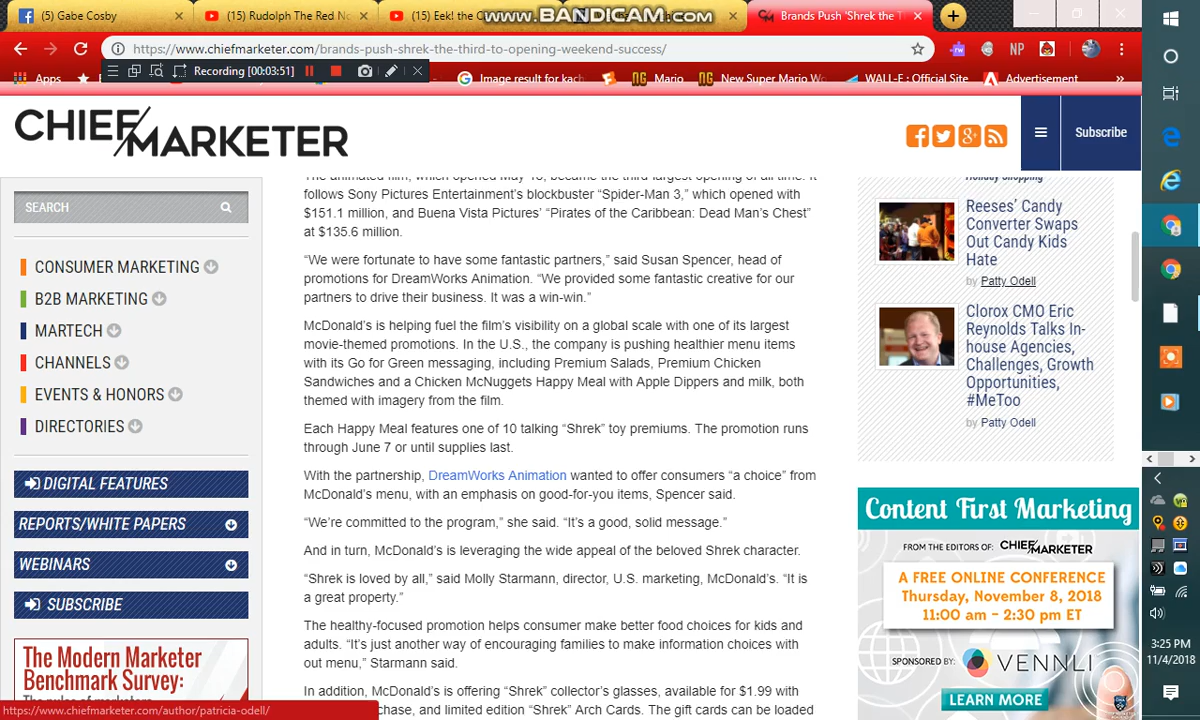 (5) Gabe Cosby
(15) Rudolph The Red No
(15) Eek! the C
www.BANDICAM.com
Brands Push 'Shrek the T
https://www.chiefmarketer.com/brands-push-shrek-the-third-to-opening-weekend-success/
NP
Recording [00:03:51]
Apps
Image result for kach
Mario
New Super Mario Wo
WALL·E : Official Site
Advertisement
»
CHIEF/MARKETER
Subscribe
SEARCH
CONSUMER MARKETING
B2B MARKETING
MARTECH
CHANNELS
EVENTS & HONORS
DIRECTORIES
DIGITAL FEATURES
REPORTS/WHITE PAPERS
WEBINARS
SUBSCRIBE
The Modern Marketer
Benchmark Survey:
https://www.chiefmarketer.com/author/patricia-odell/
The animated film, which opened May 18, became the third largest opening of all time. It
follows Sony Pictures Entertainment's blockbuster “Spider-Man 3,” which opened with
$151.1 million, and Buena Vista Pictures' “Pirates of the Caribbean: Dead Man's Chest”
at $135.6 million.
“We were fortunate to have some fantastic partners,” said Susan Spencer, head of
promotions for DreamWorks Animation. “We provided some fantastic creative for our
partners to drive their business. It was a win-win.”
McDonald's is helping fuel the film's visibility on a global scale with one of its largest
movie-themed promotions. In the U.S., the company is pushing healthier menu items
with its Go for Green messaging, including Premium Salads, Premium Chicken
Sandwiches and a Chicken McNuggets Happy Meal with Apple Dippers and milk, both
themed with imagery from the film.
Each Happy Meal features one of 10 talking “Shrek” toy premiums. The promotion runs
through June 7 or until supplies last.
With the partnership, DreamWorks Animation wanted to offer consumers “a choice” from
McDonald's menu, with an emphasis on good-for-you items, Spencer said.
“We're committed to the program,” she said. “It's a good, solid message.”
And in turn, McDonald's is leveraging the wide appeal of the beloved Shrek character.
“Shrek is loved by all,” said Molly Starmann, director, U.S. marketing, McDonald's. “It is
a great property.”
The healthy-focused promotion helps consumer make better food choices for kids and
adults. “It's just another way of encouraging families to make information choices with
out menu,” Starmann said.
In addition, McDonald's is offering “Shrek” collector's glasses, available for $1.99 with
chase, and limited edition “Shrek” Arch Cards. The gift cards can be loaded
Holiday Shopping
Reeses' Candy
Converter Swaps
Out Candy Kids
Hate
by Patty Odell
Clorox CMO Eric
Reynolds Talks In-
house Agencies,
Challenges, Growth
Opportunities,
#MeToo
by Patty Odell
Content First Marketing
FROM THE EDITORS OF: CHIEF/MARKETER
A FREE ONLINE CONFERENCE
Thursday, November 8, 2018
11:00 am – 2:30 pm ET
SPONSORED BY: VENNLI
LEARN MORE
3:25 PM
11/4/2018